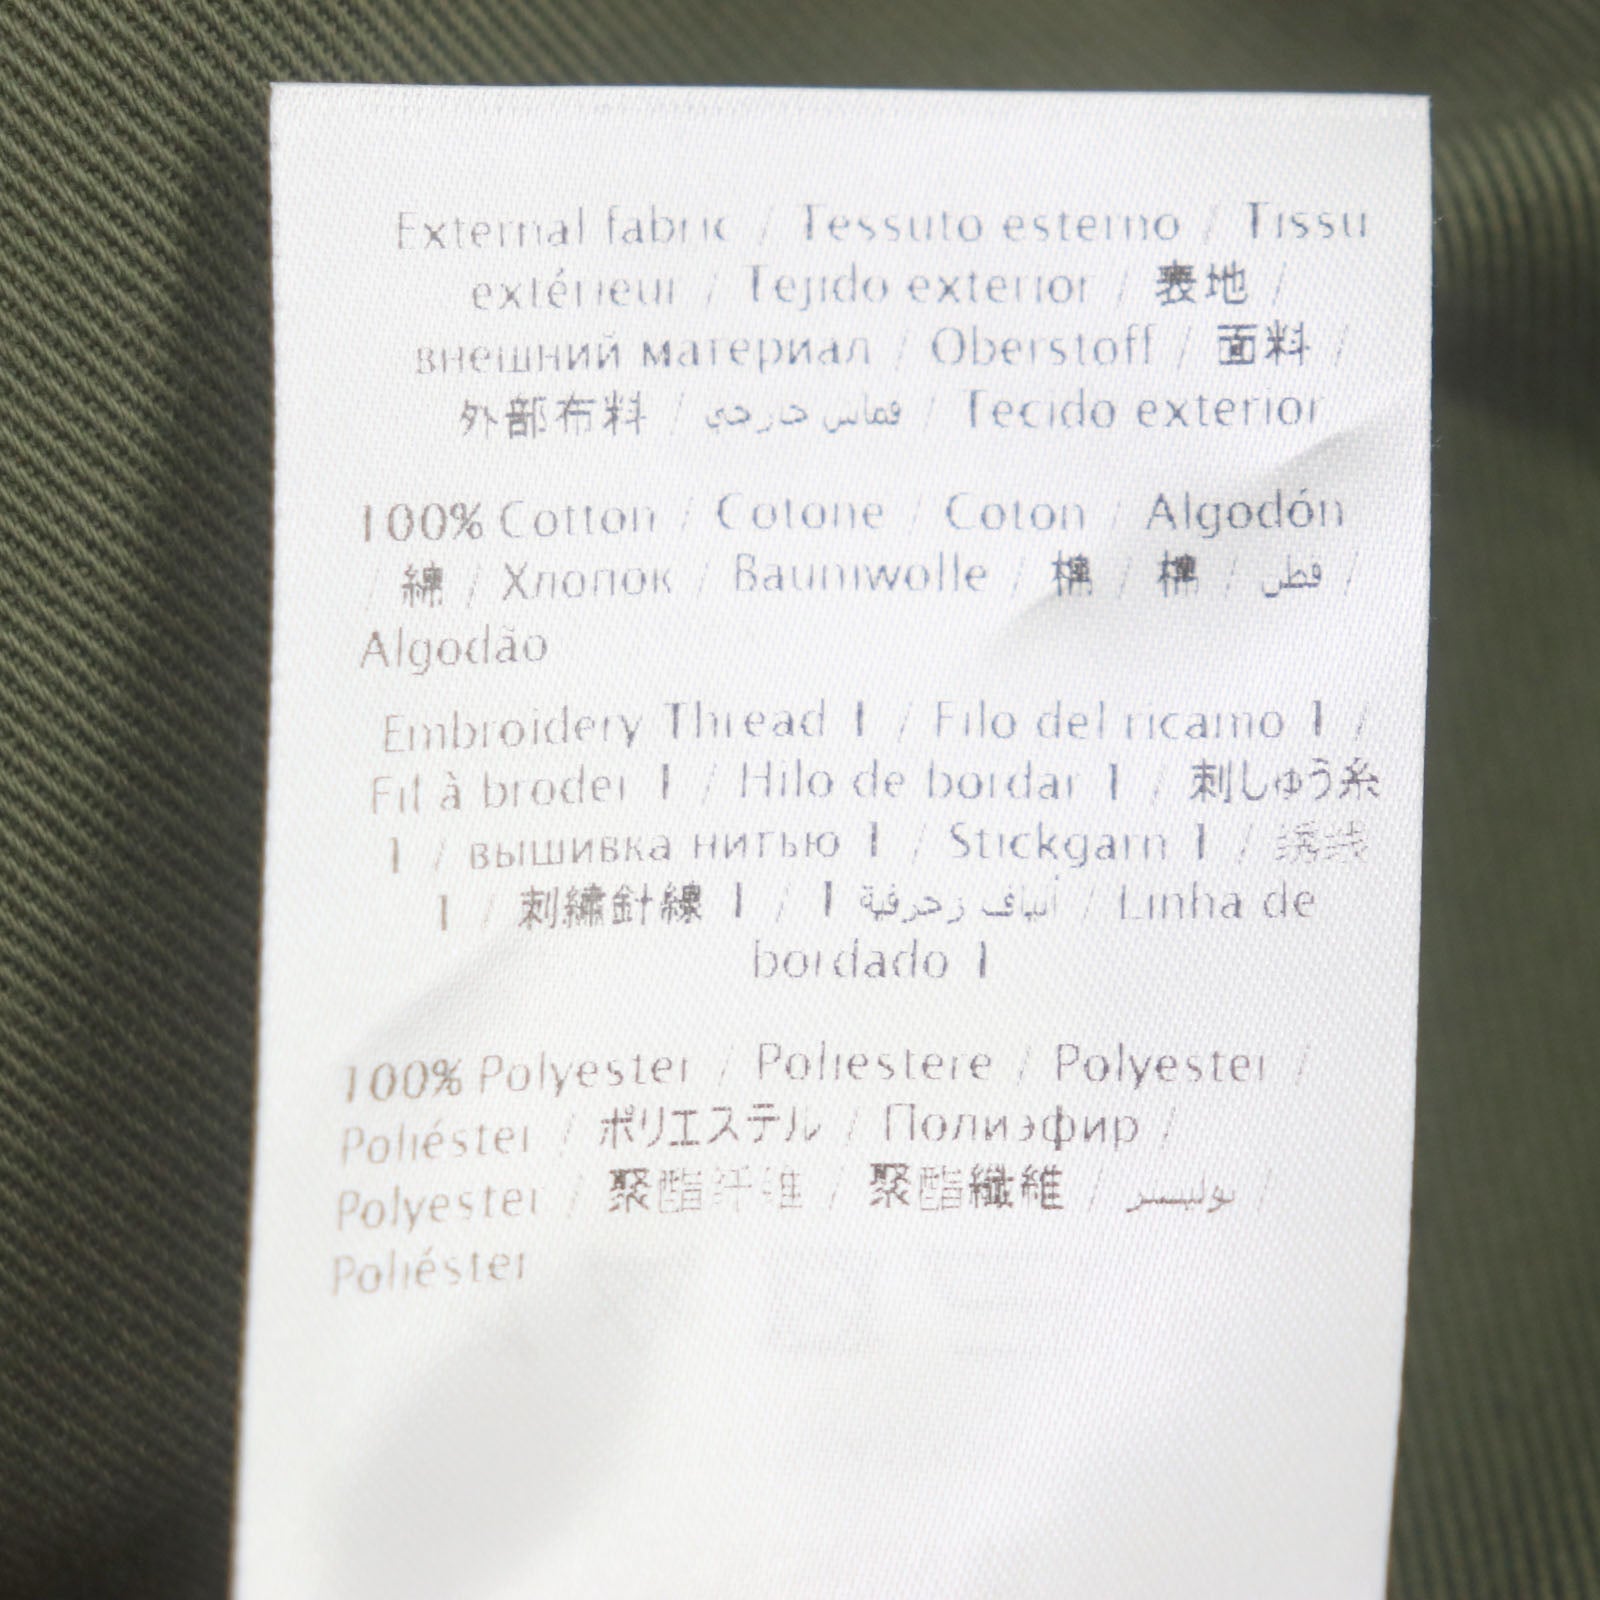 External fabric / Tessuto esterno / Tissu
extérieur / Tejido exterior / 表地 /
внешний материал / Oberstoff / 面料 /
外部布料 / قماس خارجي / Tecido exterior
100% Cotton / Cotone / Coton / Algodón
/ 綿 / Хлопок / Baumwolle / 棉 / 棉 / قطن /
Algodão
Embroidery Thread 1 / Filo del ricamo 1 /
Fil à broder 1 / Hilo de bordar 1 / 刺しゅう糸
1 / вышивка нитью 1 / Stickgarn 1 / 绣线
1 / 刺繡針線 1 / 1 ألياف زخرفية / Linha de
bordado 1
100% Polyester / Poliestere / Polyester /
Poliéster / ポリエステル / Полиэфир /
Polyester / 聚酯纤维 / 聚酯纖維 / بوليستر /
Poliéster